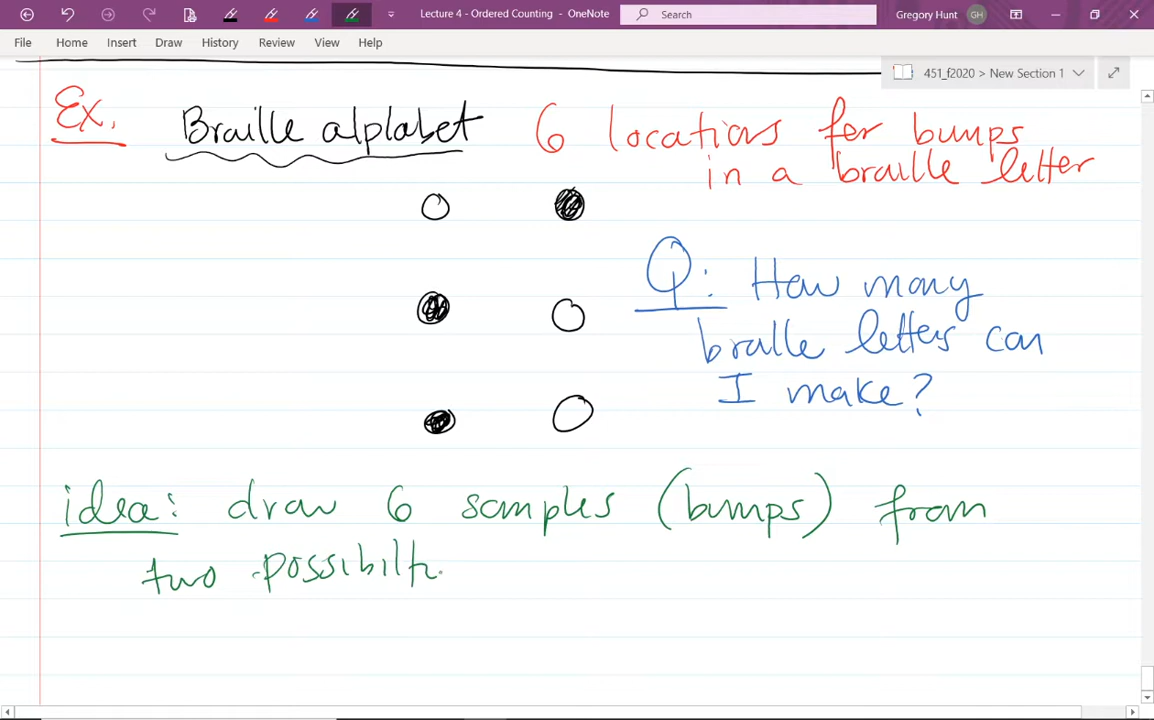 Lecture 4 - Ordered Counting - OneNote
Search
Gregory Hunt GH
File Home Insert Draw History Review View Help
451_f2020 > New Section 1
Ex. Braille alplabet 6 locations for bumps
in a braille letter
Q: How many
braille letters can
I make?
idea: draw 6 samples (bumps) from
two possibilt